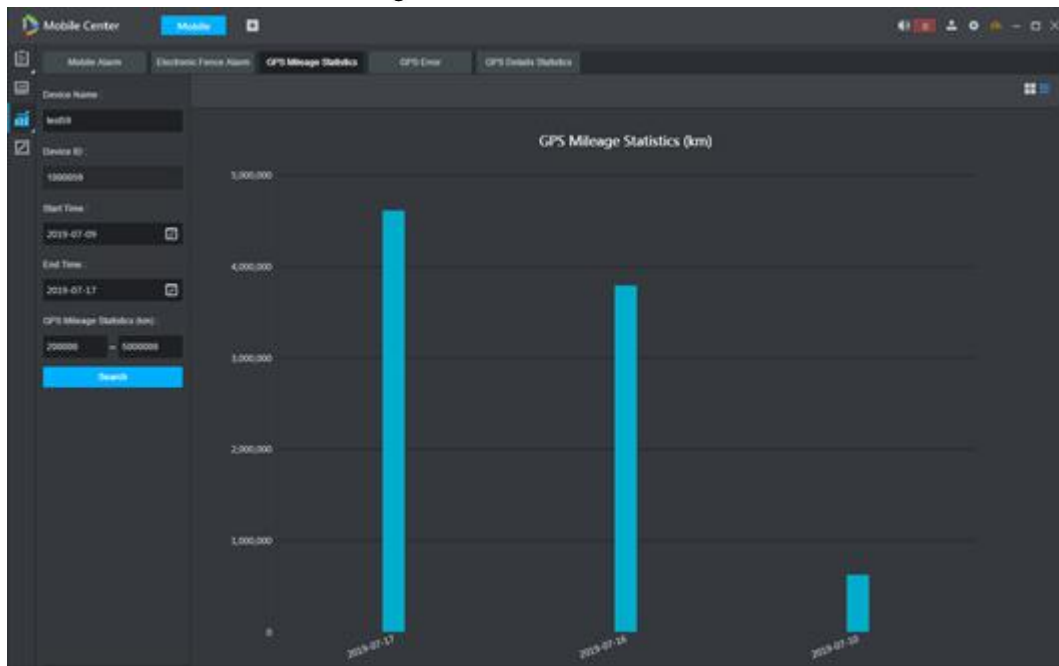 Mobile Center
Mobile
Mobile Alarm
Electronic Fence Alarm
GPS Mileage Statistics
GPS Error
GPS Details Statistics
Device Name :
test59
Device ID :
1000059
Start Time :
2019-07-09
End Time :
2019-07-17
GPS Mileage Statistics (km) :
200000 – 5000000
Search
GPS Mileage Statistics (km)
5,000,000
4,000,000
3,000,000
2,000,000
1,000,000
0
2019-07-17
2019-07-16
2019-07-10